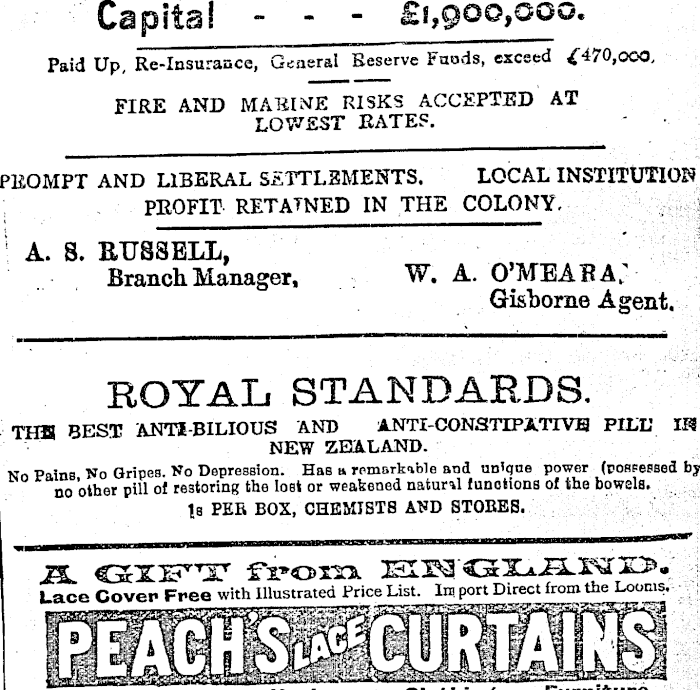 Capital - - - £1,900,000.
Paid Up, Re-Insurance, General Reserve Funds, exceed £470,000.
FIRE AND MARINE RISKS ACCEPTED AT
LOWEST RATES.
PROMPT AND LIBERAL SETTLEMENTS. LOCAL INSTITUTION
PROFIT RETAINED IN THE COLONY.
A. S. RUSSELL,
Branch Manager,
W. A. O'MEARA,
Gisborne Agent.
ROYAL STANDARDS.
THE BEST ANTI-BILIOUS AND ANTI-CONSTIPATIVE PILL IN
NEW ZEALAND.
No Pains, No Gripes. No Depression. Has a remarkable and unique power (possessed by
no other pill of restoring the lost or weakened natural functions of the bowels.
1s PER BOX, CHEMISTS AND STORES.
A GIFT from ENGLAND.
Lace Cover Free with Illustrated Price List. Import Direct from the Looms.
PEACH'S LACE CURTAINS